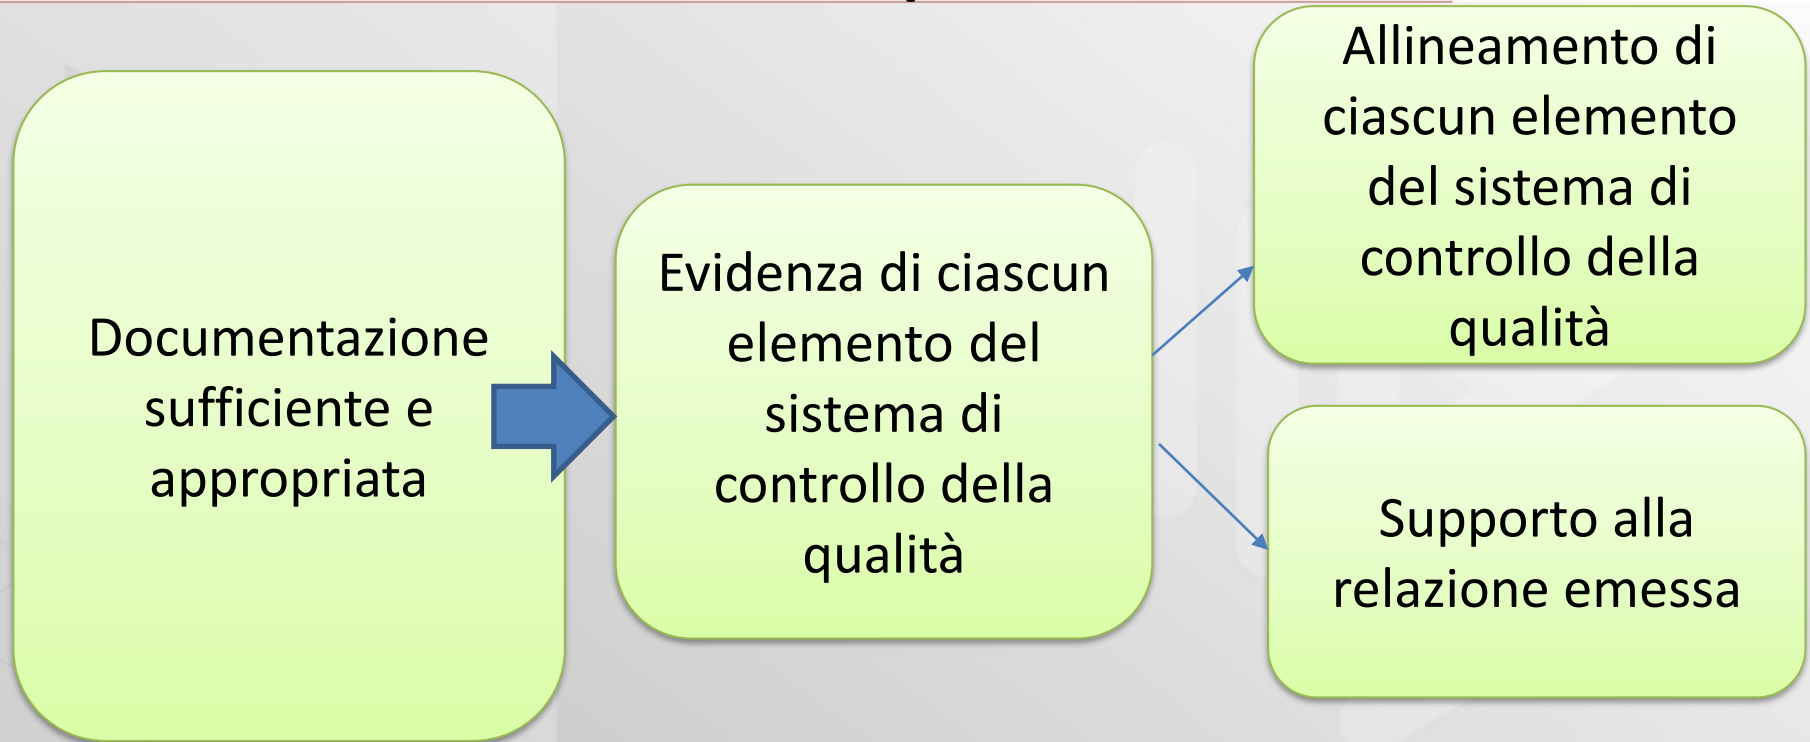 Documentazione
sufficiente e
appropriata
Evidenza di ciascun
elemento del
sistema di
controllo della
qualità
Allineamento di
ciascun elemento
del sistema di
controllo della
qualità
Supporto alla
relazione emessa